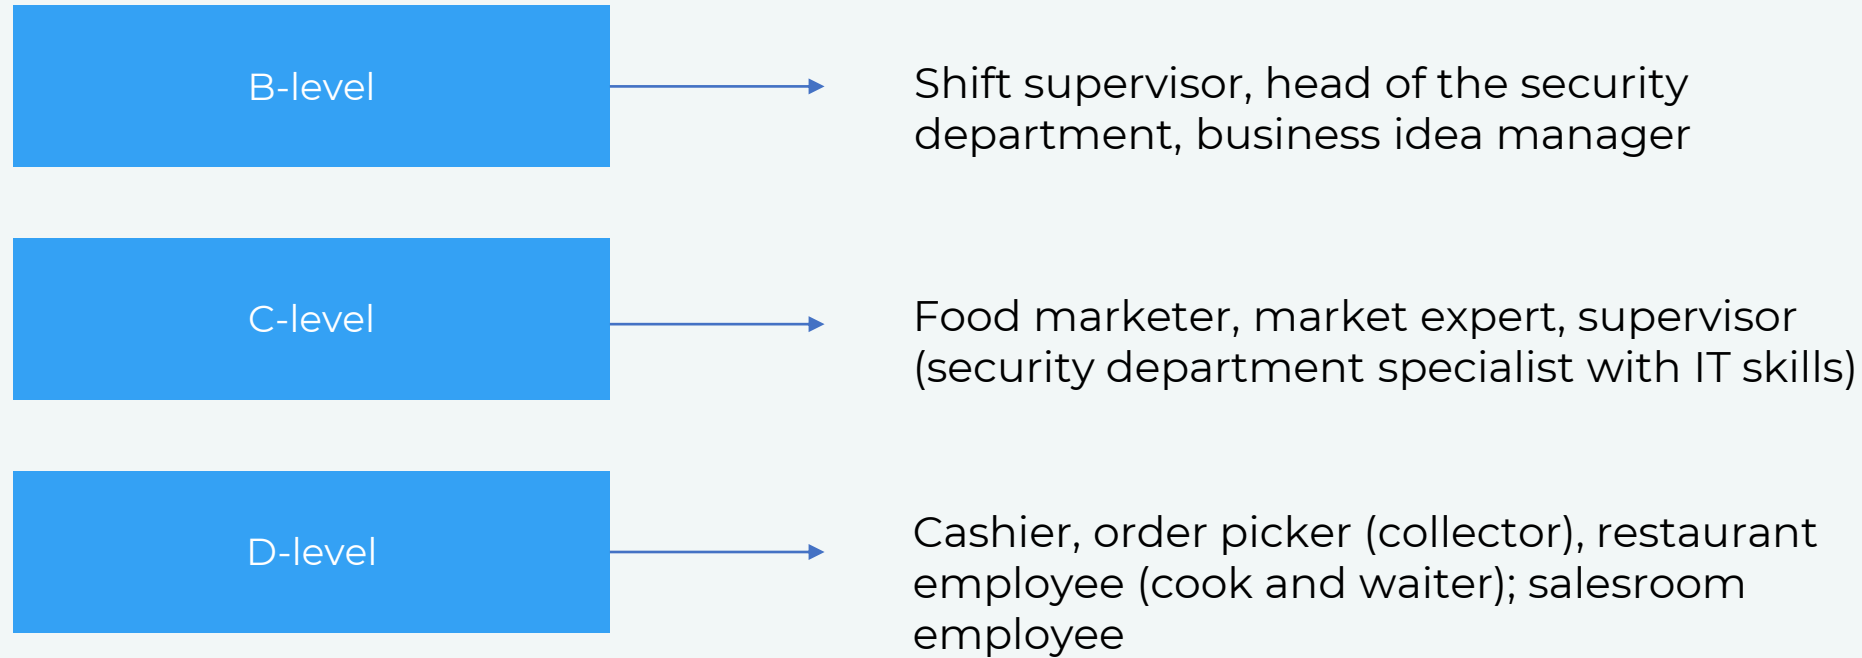 B-level
Shift supervisor, head of the security
department, business idea manager
C-level
Food marketer, market expert, supervisor
(security department specialist with IT skills)
D-level
Cashier, order picker (collector), restaurant
employee (cook and waiter); salesroom
employee